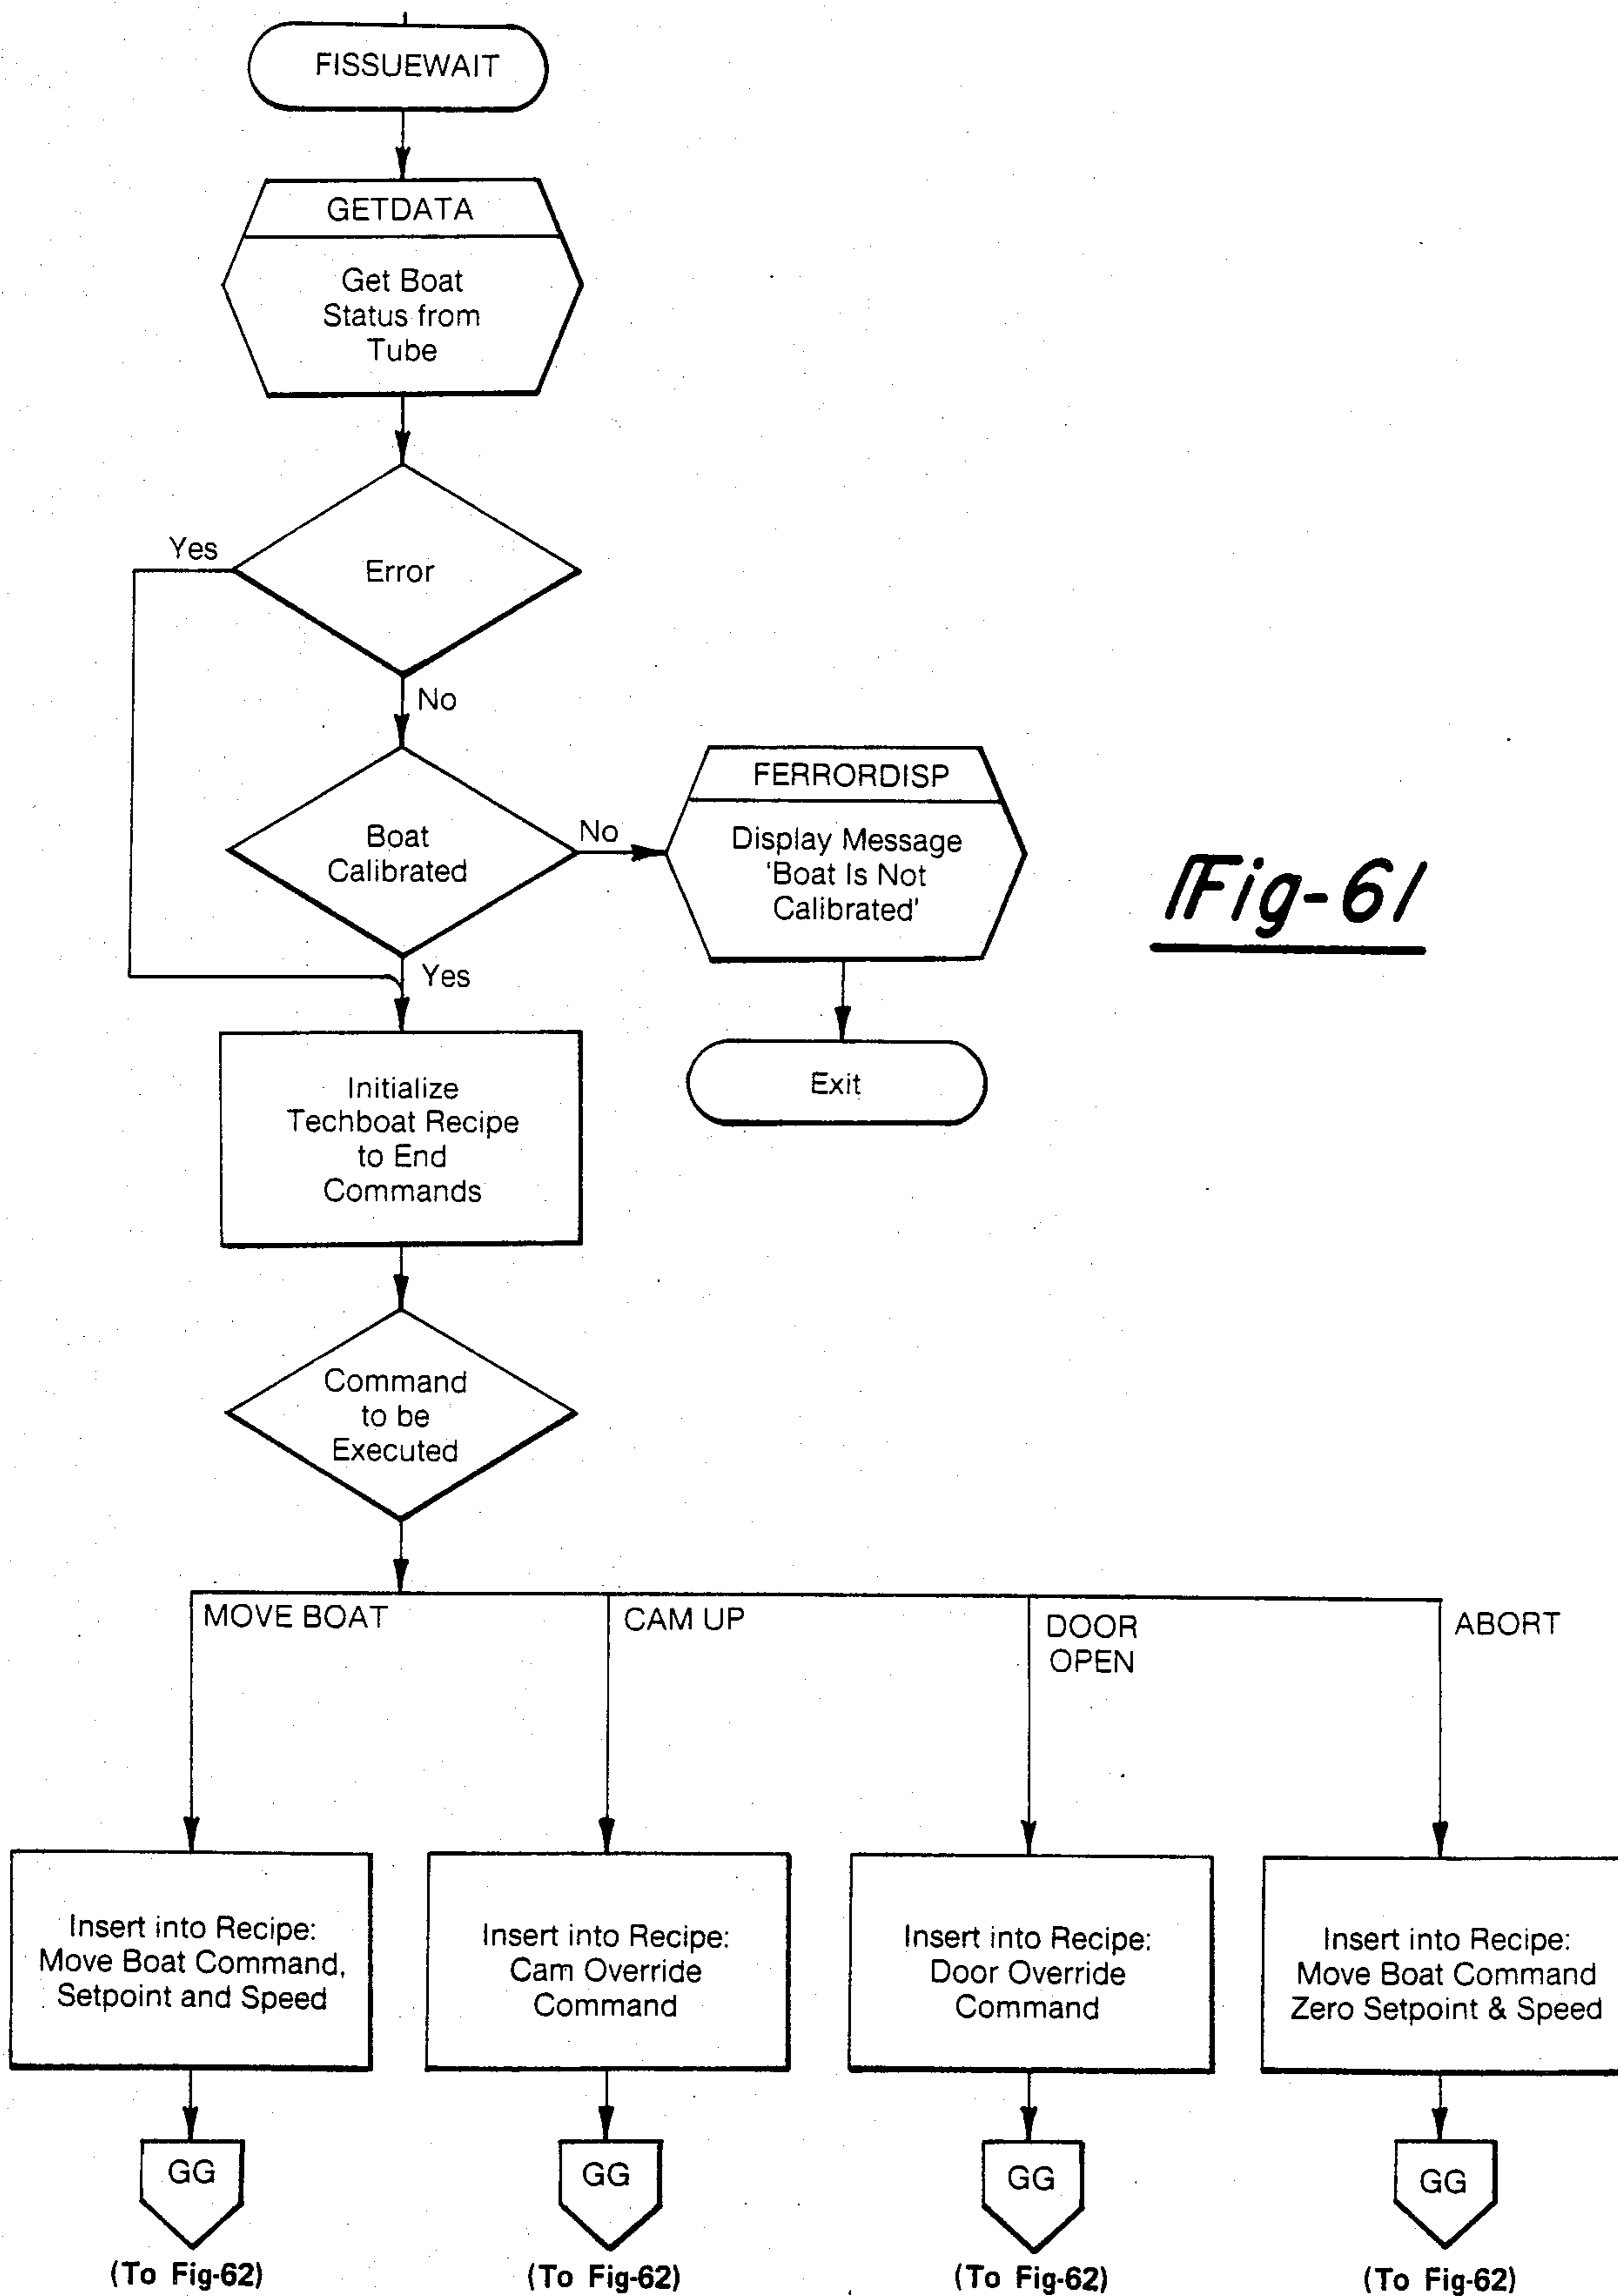 FISSUEWAIT
GETDATA
Get Boat
Status from
Tube
Yes
Error
No
Boat
Calibrated
No
FERRORDISP
Display Message
'Boat Is Not
Calibrated'
Fig-61
Yes
Initialize
Techboat Recipe
to End
Commands
Exit
Command
to be
Executed
MOVE BOAT
CAM UP
DOOR
OPEN
ABORT
Insert into Recipe:
Move Boat Command,
Setpoint and Speed
Insert into Recipe:
Cam Override
Command
Insert into Recipe:
Door Override
Command
Insert into Recipe:
Move Boat Command
Zero Setpoint & Speed
GG
GG
GG
GG
(To Fig-62)
(To Fig-62)
(To Fig-62)
(To Fig-62)